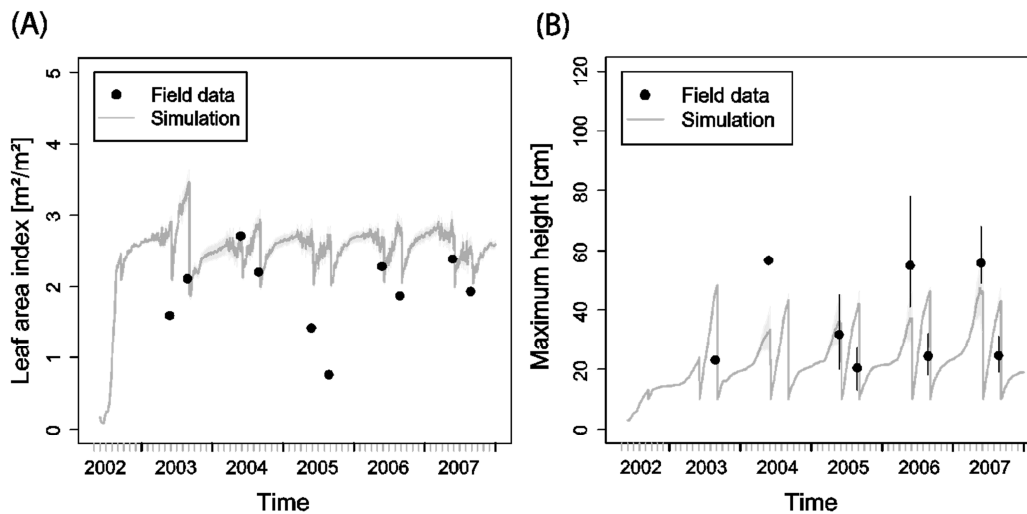 (A)
Field data
Simulation
Leaf area index [m²/m²]
5
4
3
2
1
0
2002 2003 2004 2005 2006 2007
Time
(B)
Field data
Simulation
Maximum height [cm]
120
100
80
60
40
20
0
2002 2003 2004 2005 2006 2007
Time